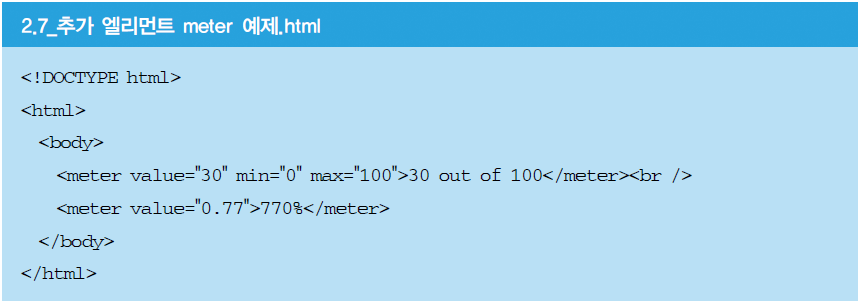 2.7_추가 엘리먼트 meter 예제.html
<!DOCTYPE html>
<html>
<body>
<meter value="30" min="0" max="100">30 out of 100</meter><br />
<meter value="0.77">770%</meter>
</body>
</html>